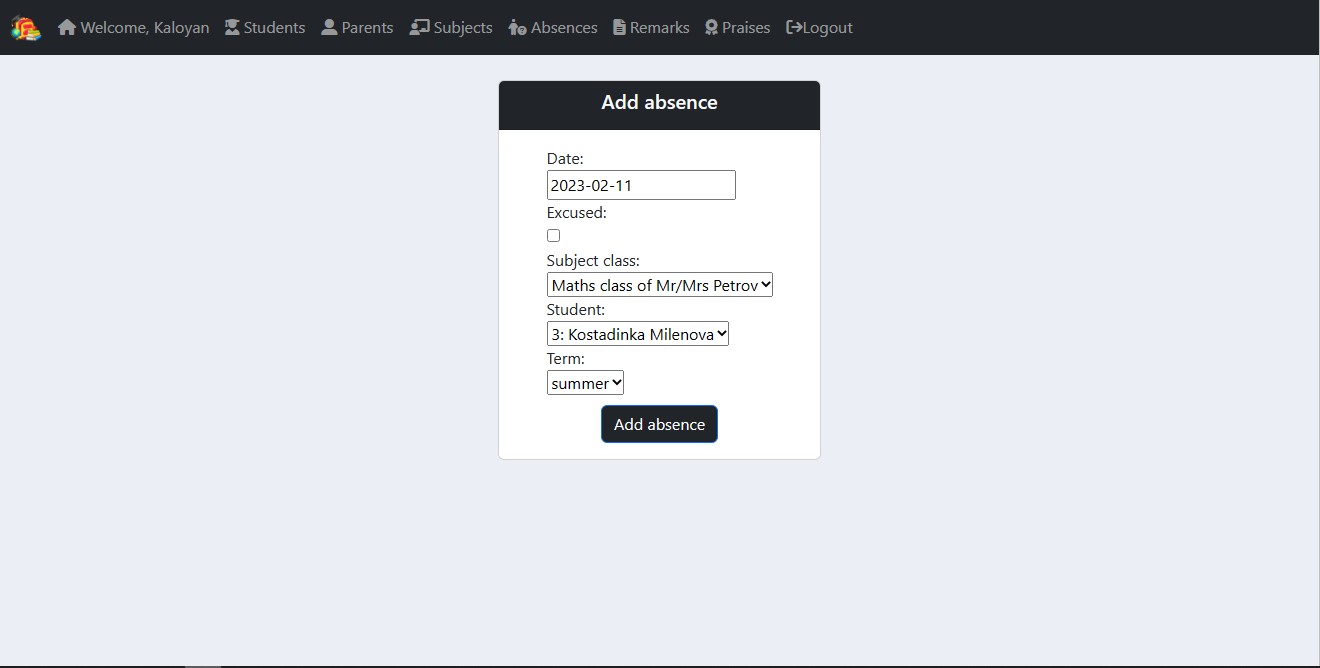 Welcome, Kaloyan Students Parents Subjects Absences Remarks Praises Logout
Add absence
Date:
2023-02-11
Excused:
Subject class:
Maths class of Mr/Mrs Petrov
Student:
3: Kostadinka Milenova
Term:
summer
Add absence